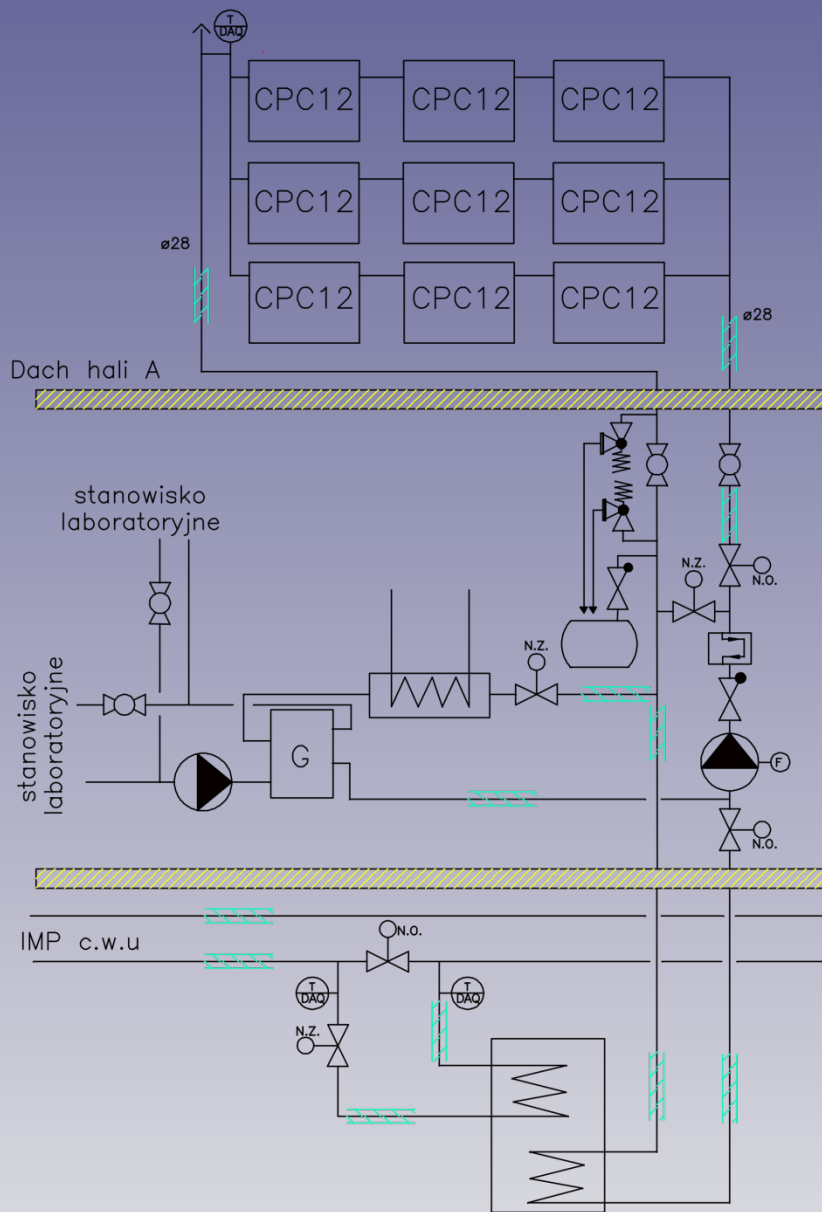 T
DAQ
CPC12 CPC12 CPC12
CPC12 CPC12 CPC12
ø28
CPC12 CPC12 CPC12
ø28
Dach hali A
stanowisko
laboratoryjne
N.Z.
N.O.
N.Z.
stanowisko
laboratoryjne
G
F
N.O.
N.O.
IMP c.w.u
T
DAQ
T
DAQ
N.Z.